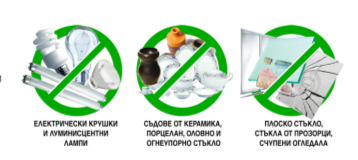 ЕЛЕКТРИЧЕСКИ КРУШКИ
И ЛУМИНИСЦЕНТНИ
ЛАМПИ
СЪДОВЕ ОТ КЕРАМИКА,
ПОРЦЕЛАН, ОЛОВНО И
ОГНЕУПОРНО СТЪКЛО
ПЛОСКО СТЪКЛО,
СТЪКЛА ОТ ПРОЗОРЦИ,
СЧУПЕНИ ОГЛЕДАЛА